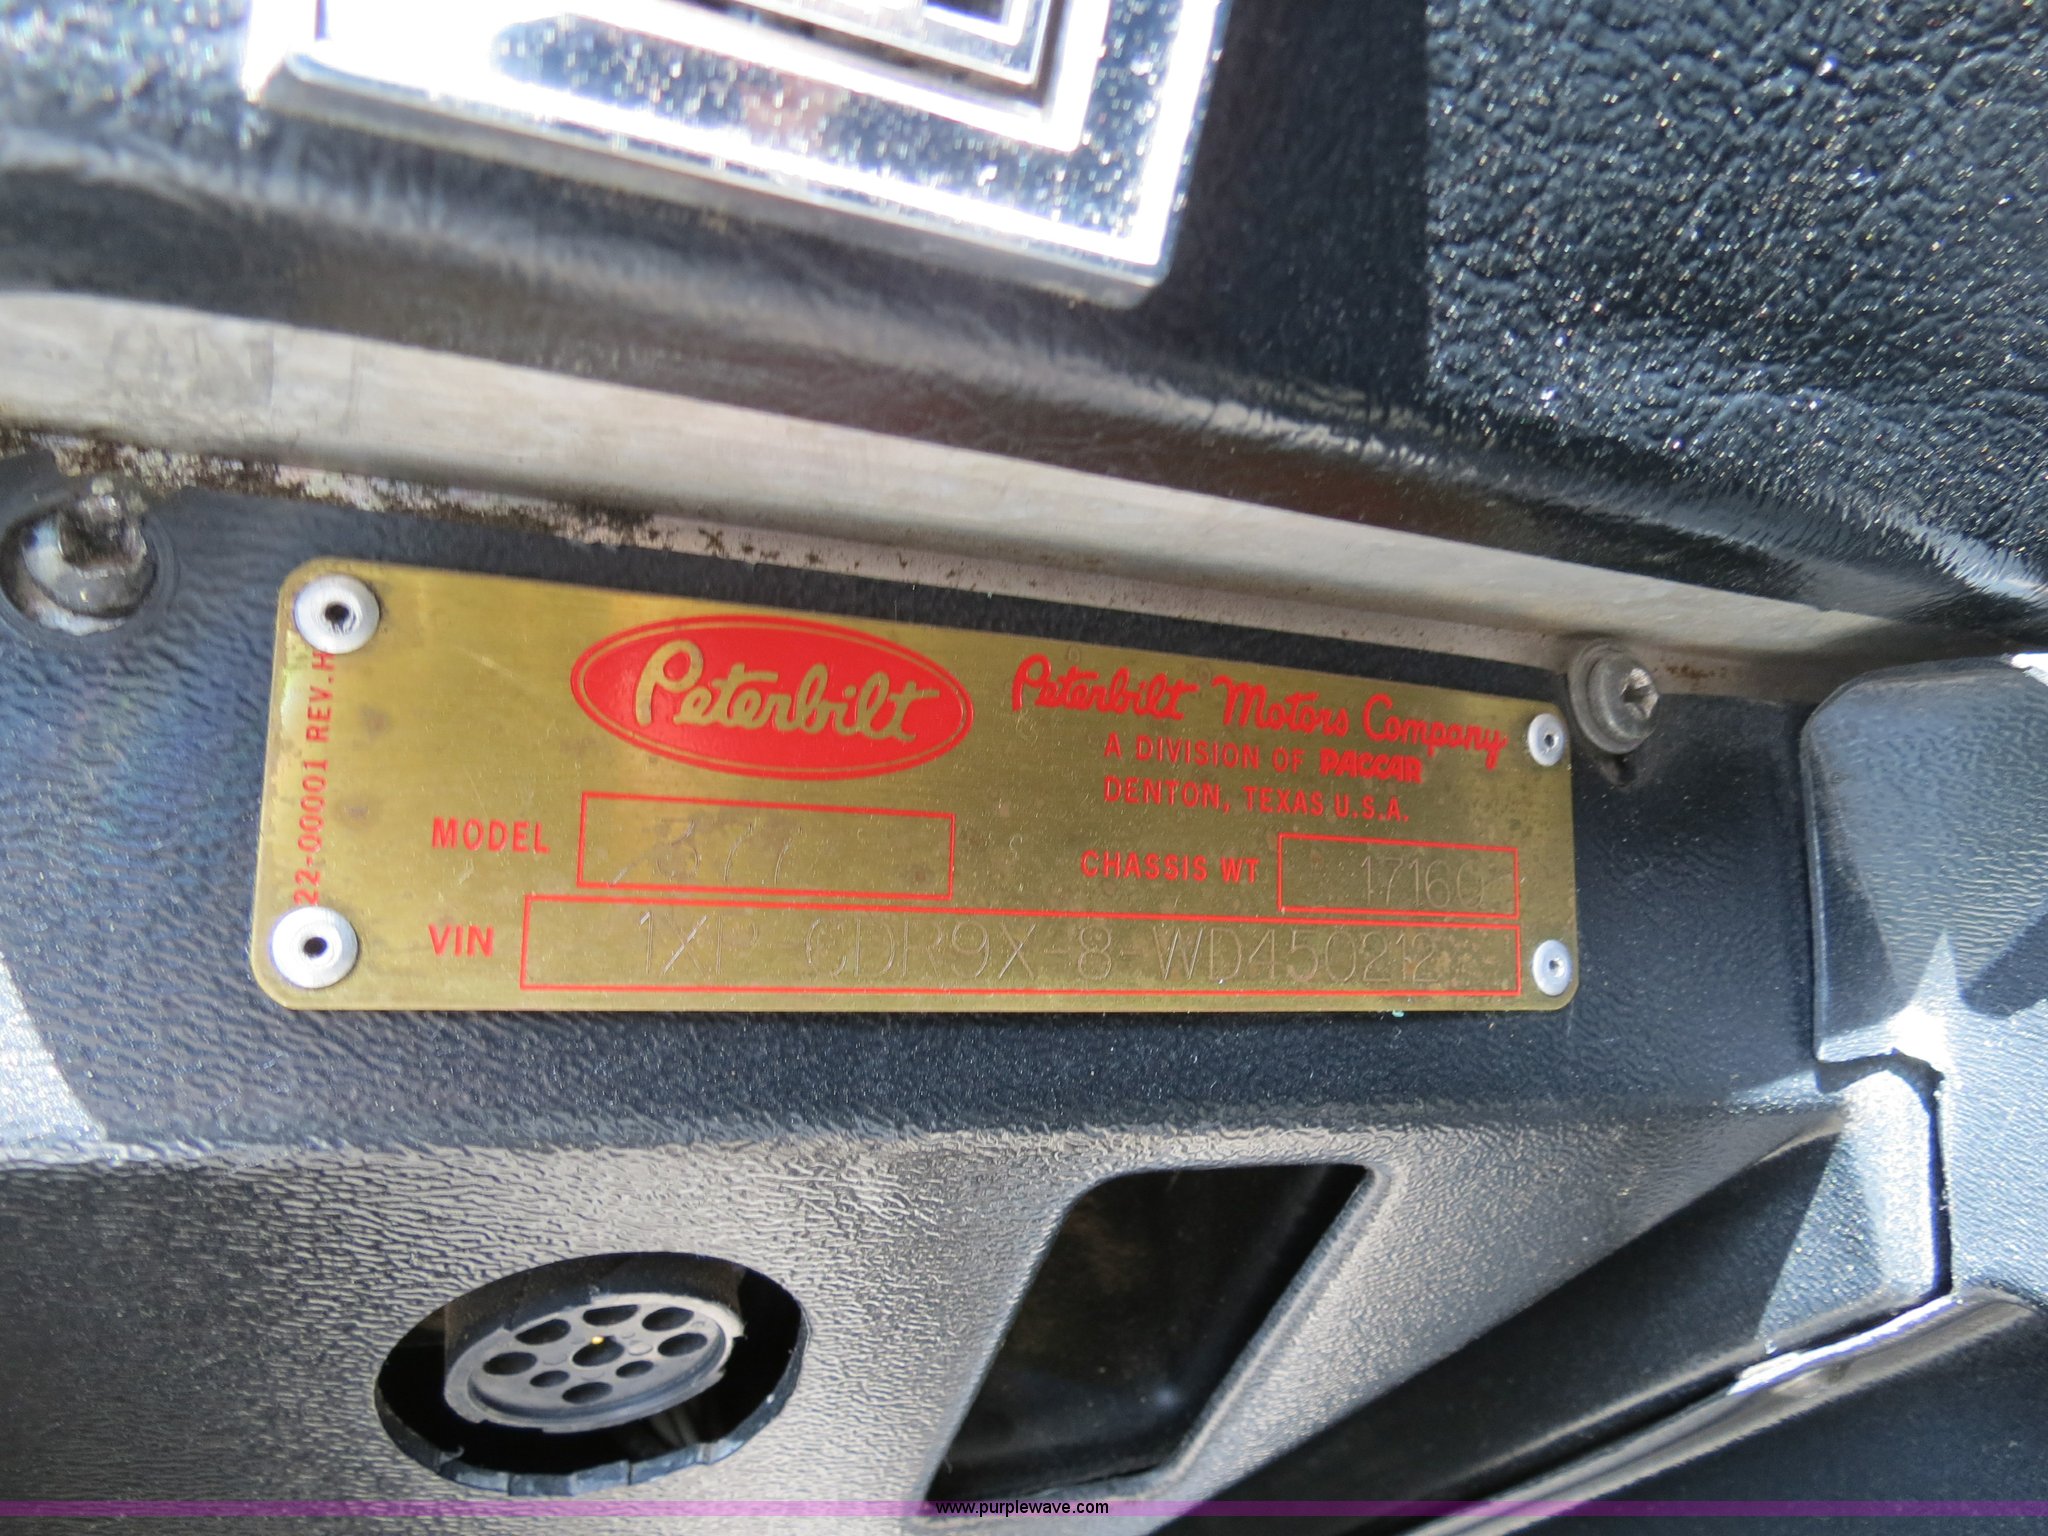 22-00001 REV.H
Peterbilt
Peterbilt Motors Company
A DIVISION OF PACCAR
DENTON, TEXAS U.S.A.
MODEL 377
CHASSIS WT 17160
VIN 1XP-CDR9X-8-WD450212
www.purplewave.com